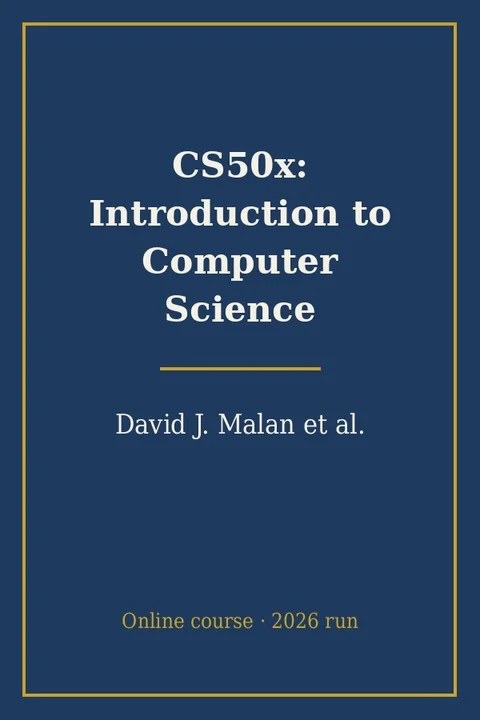 CS50x:
Introduction to
Computer
Science
David J. Malan et al.
Online course · 2026 run